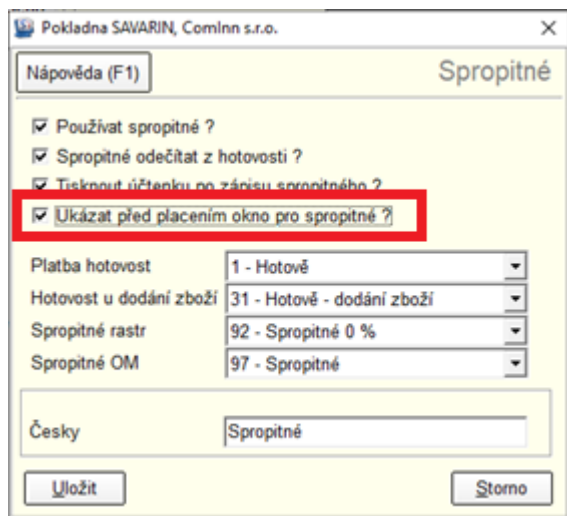 Pokladna SAVARIN, ComInn s.r.o.
Nápověda (F1)
Spropitné
Používat spropitné ?
Spropitné odečítat z hotovosti ?
Tisknout účtenku po zápisu spropitného ?
Ukázat před placením okno pro spropitné ?
Platba hotovost 1 - Hotově
Hotovost u dodání zboží 31 - Hotově - dodání zboží
Spropitné rastr 92 - Spropitné 0 %
Spropitné OM 97 - Spropitné
Česky Spropitné
Uložit Storno